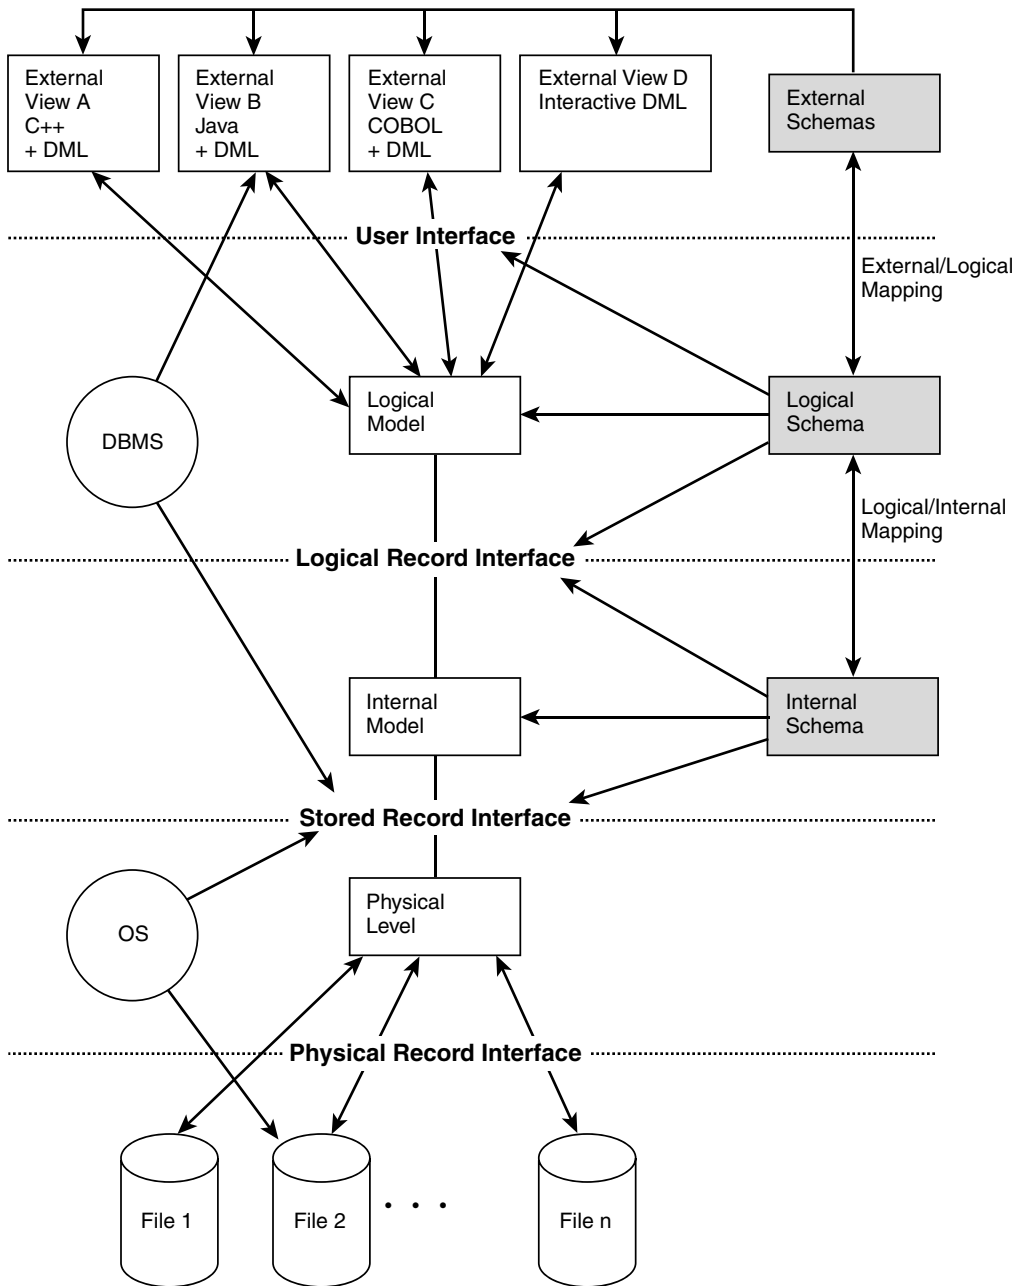 External
View A
C++
+ DML
External
View B
Java
+ DML
External
View C
COBOL
+ DML
External View D
Interactive DML
External
Schemas
User Interface
External/Logical
Mapping
Logical
Model
Logical
Schema
DBMS
Logical/Internal
Mapping
Logical Record Interface
Internal
Model
Internal
Schema
Stored Record Interface
Physical
Level
OS
Physical Record Interface
File 1
File 2
. . .
File n